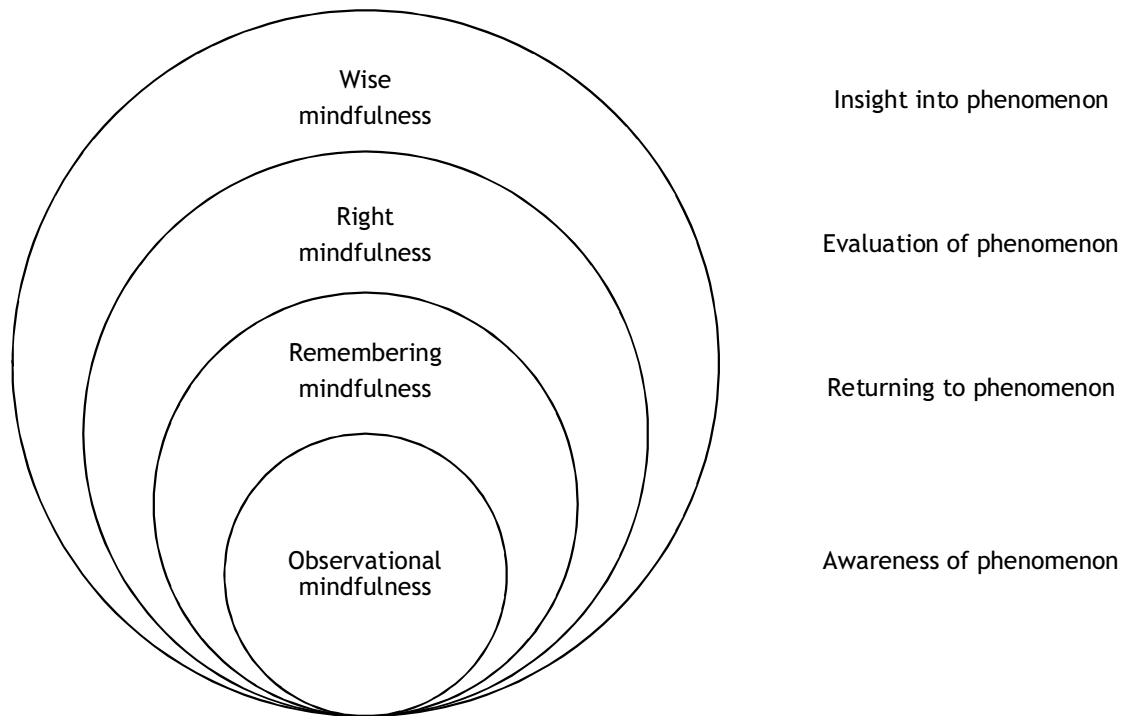 Wise
mindfulness
Insight into phenomenon
Right
mindfulness
Evaluation of phenomenon
Remembering
mindfulness
Returning to phenomenon
Observational
mindfulness
Awareness of phenomenon